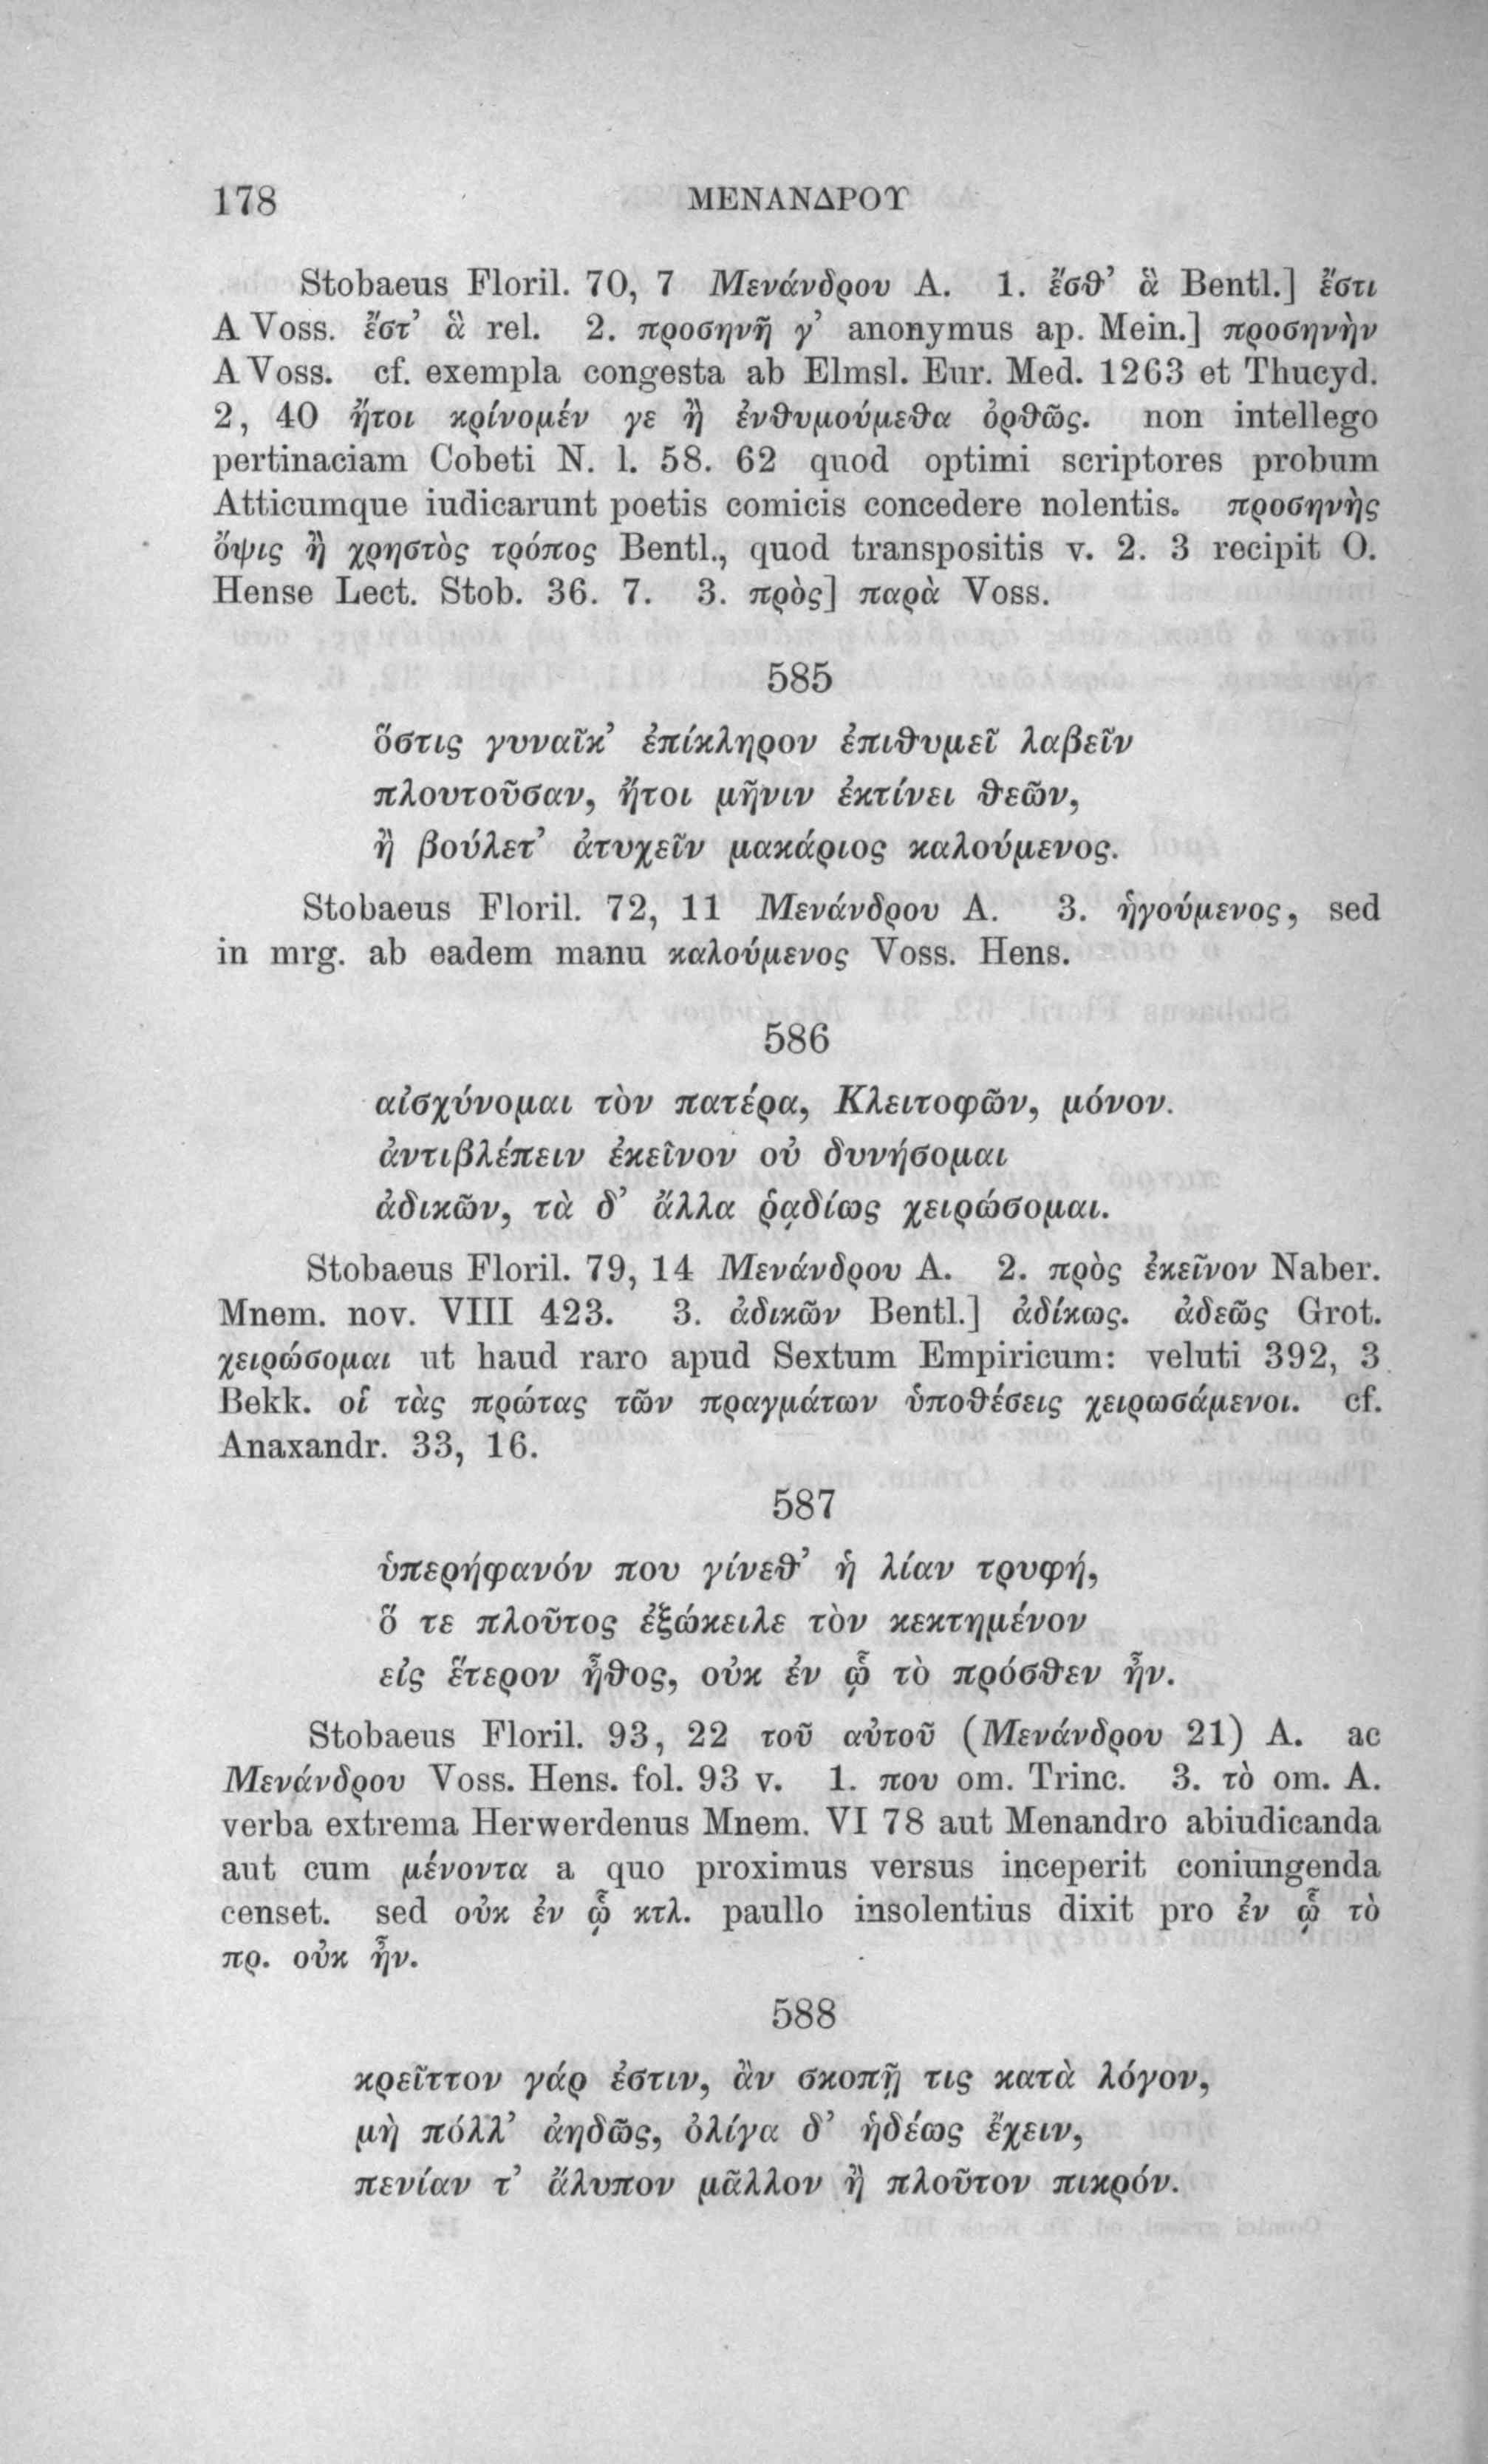 178 ΜΕΝΑΝΔΡΟΥ
Stobaeus Floril. 70, 7 Μενάνδρου A. 1. ἔσθ’ ἃ Bentl.] ἔστι
A Voss. ἔστ’ ἃ rel. 2. προσηνῆ γ’ anonymus ap. Mein.] προσηνὴν
A Voss. cf. exempla congesta ab Elmsl. Eur. Med. 1263 et Thucyd.
2, 40 ἤτοι κρίνομέν γε ἢ ἐνθυμούμεθα ὀρθῶς. non intellego
pertinaciam Cobeti N. l. 58. 62 quod optimi scriptores probum
Atticumque iudicarunt poetis comicis concedere nolentis. προσηνὴς
ὄψις ἢ χρηστὸς τρόπος Bentl., quod transpositis v. 2. 3 recipit O.
Hense Lect. Stob. 36. 7. 3. πρὸς] παρὰ Voss.
585
ὅστις γυναῖκ’ ἐπίκληρον ἐπιθυμεῖ λαβεῖν
πλουτοῦσαν, ἤτοι μῆνιν ἐκτίνει θεῶν,
ἢ βούλετ’ ἀτυχεῖν μακάριος καλούμενος.
Stobaeus Floril. 72, 11 Μενάνδρου A. 3. ἡγούμενος, sed
in mrg. ab eadem manu καλούμενος Voss. Hens.
586
αἰσχύνομαι τὸν πατέρα, Κλειτοφῶν, μόνον.
ἀντιβλέπειν ἐκεῖνον οὐ δυνήσομαι
ἀδικῶν, τὰ δ’ ἄλλα ῥᾳδίως χειρώσομαι.
Stobaeus Floril. 79, 14 Μενάνδρου A. 2. πρὸς ἐκεῖνον Naber.
Mnem. nov. VIII 423. 3. ἀδικῶν Bentl.] ἀδίκως. ἀδεῶς Grot.
χειρώσομαι ut haud raro apud Sextum Empiricum: veluti 392, 3
Bekk. οἱ τὰς πρώτας τῶν πραγμάτων ὑποθέσεις χειρωσάμενοι. cf.
Anaxandr. 33, 16.
587
ὑπερήφανόν που γίνεθ’ ἡ λίαν τρυφή,
ὅ τε πλοῦτος ἐξώκειλε τὸν κεκτημένον
εἰς ἕτερον ἦθος, οὐκ ἐν ᾧ τὸ πρόσθεν ἦν.
Stobaeus Floril. 93, 22 τοῦ αὐτοῦ (Μενάνδρου 21) A. ac
Μενάνδρου Voss. Hens. fol. 93 v. 1. που om. Trinc. 3. τὸ om. A.
verba extrema Herwerdenus Mnem. VI 78 aut Menandro abiudicanda
aut cum μένοντα a quo proximus versus inceperit coniungenda
censet. sed οὐκ ἐν ᾧ κτλ. paullo insolentius dixit pro ἐν ᾧ τὸ
πρ. οὐκ ἦν.
588
κρεῖττον γάρ ἐστιν, ἂν σκοπῇ τις κατὰ λόγον,
μὴ πόλλ’ ἀηδῶς, ὀλίγα δ’ ἡδέως ἔχειν,
πενίαν τ’ ἄλυπον μᾶλλον ἢ πλοῦτον πικρόν.